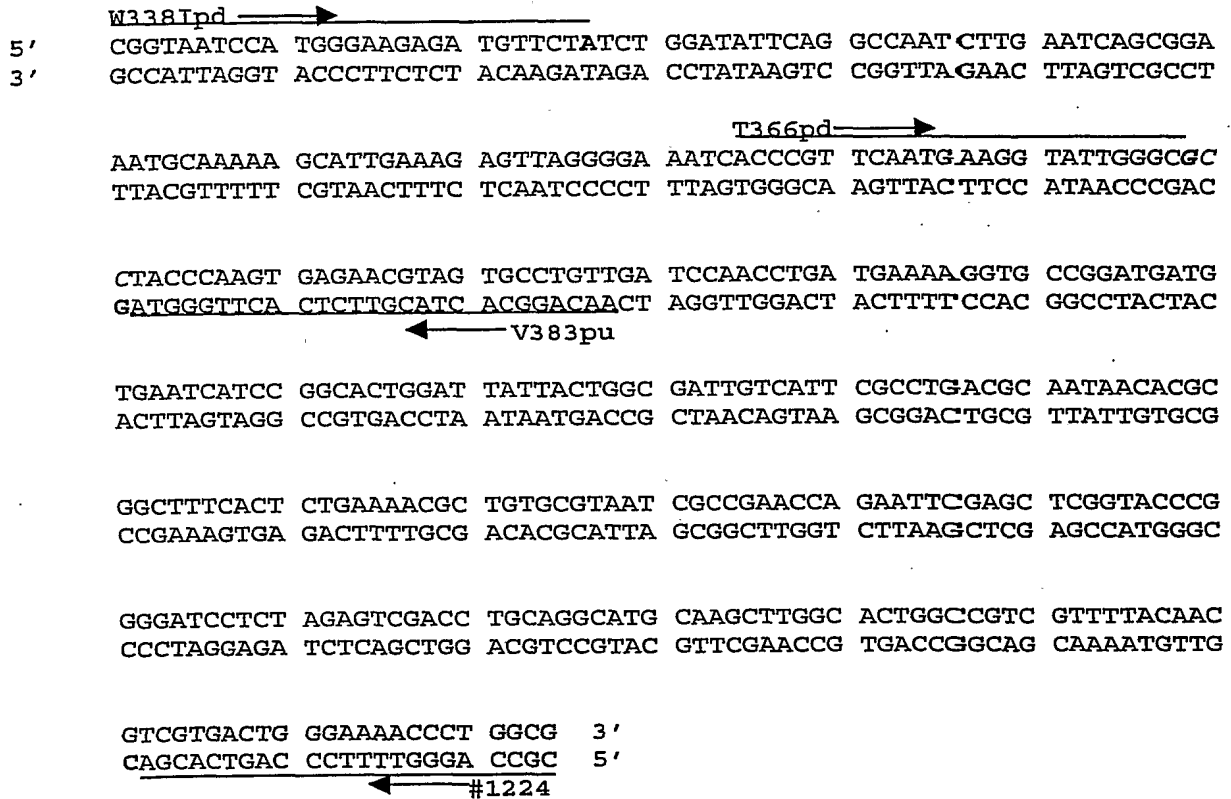 W338Ipd
5' CGGTAATCCA TGGGAAGAGA TGTTCTATCT GGATATTCAG GCCAATCTTG AATCAGCGGA
3' GCCATTAGGT ACCCTTCTCT ACAAGATAGA CCTATAAGTC CGGTTAGAAC TTAGTCGCCT
T366pd
AATGCAAAAA GCATTGAAAG AGTTAGGGGA AATCACCCGT TCAATGAAGG TATTGGGCGC
TTACGTTTTT CGTAACTTTC TCAATCCCCT TTAGTGGGCA AGTTACTTCC ATAACCCGAC
CTACCCAAGT GAGAACGTAG TGCCTGTTGA TCCAACCTGA TGAAAAGGTG CCGGATGATG
GATGGGTTCA CTCTTGCATC ACGGACAACT AGGTTGGACT ACTTTTCCAC GGCCTACTAC
V383pu
TGAATCATCC GGCACTGGAT TATTACTGGC GATTGTCATT CGCCTGACGC AATAACACGC
ACTTAGTAGG CCGTGACCTA ATAATGACCG CTAACAGTAA GCGGACTGCG TTATTGTGCG
GGCTTTCACT CTGAAAACGC TGTGCGTAAT CGCCGAACCA GAATTCGAGC TCGGTACCCG
CCGAAAGTGA GACTTTTGCG ACACGCATTA GCGGCTTGGT CTTAAGCTCG AGCCATGGGC
GGGATCCTCT AGAGTCGACC TGCAGGCATG CAAGCTTGGC ACTGGCCGTC GTTTTACAAC
CCCTAGGAGA TCTCAGCTGG ACGTCCGTAC GTTCGAACCG TGACCGGCAG CAAAATGTTG
GTCGTGACTG GGAAAACCCT GGCG 3'
CAGCACTGAC CCTTTTGGGA CCGC 5'
#1224